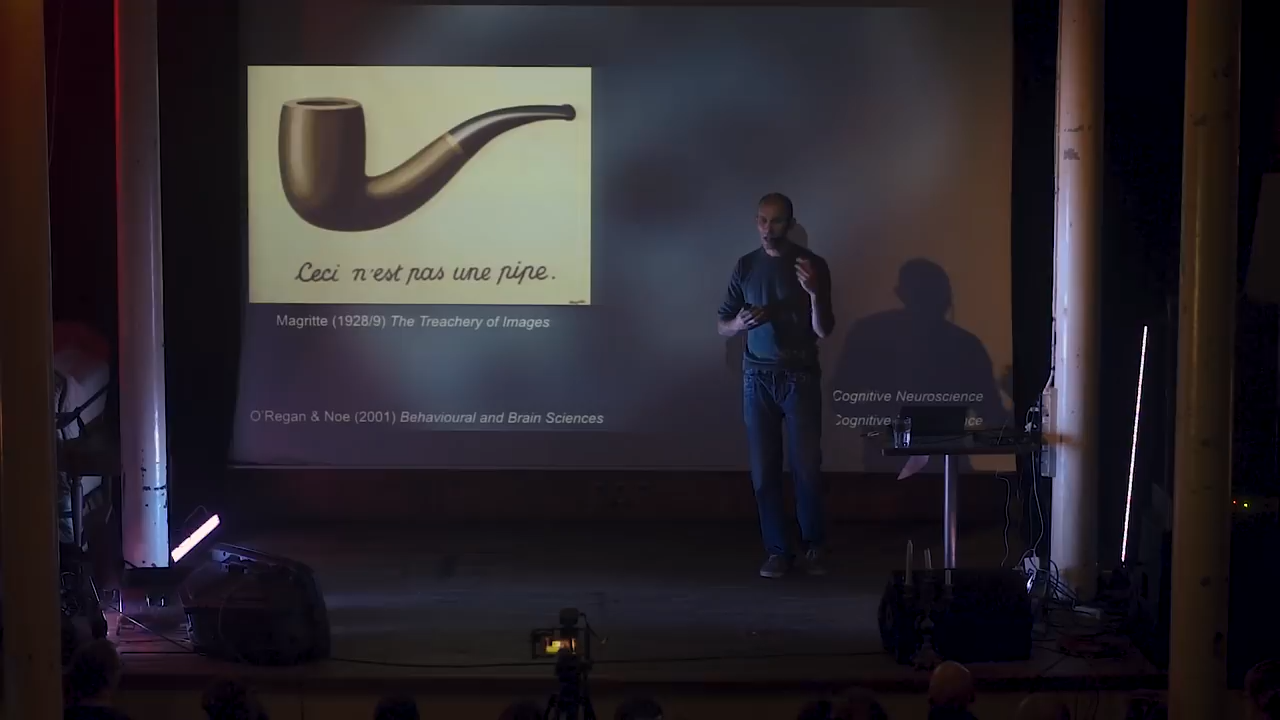 Ceci n'est pas une pipe.
Magritte (1928/9) The Treachery of Images
O'Regan & Noe (2001) Behavioural and Brain Sciences
Cognitive Neuroscience
Cognitive